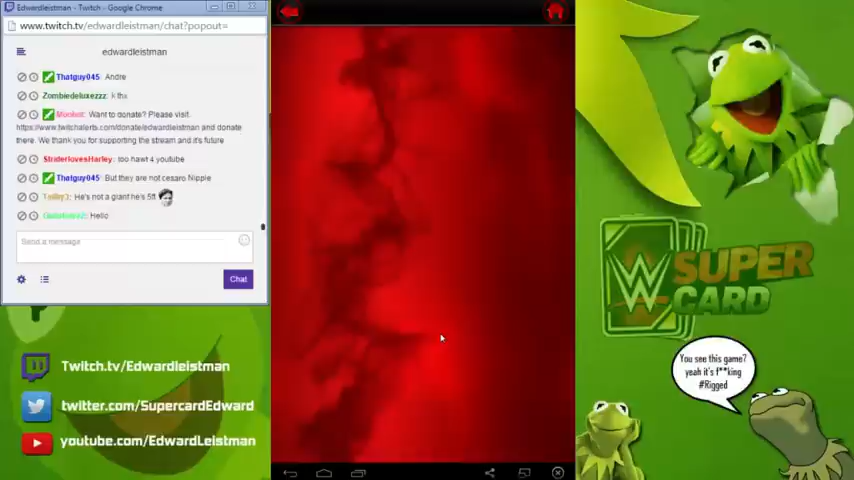 Edwardleistman - Twitch - Google Chrome
www.twitch.tv/edwardleistman/chat?popout=
edwardleistman
Thatguy045: Andre
Zombiedeluxezzz: k thx
Moobot: Want to donate? Please visit.
https://www.twitchalerts.com/donate/edwardleistman and donate
there. We thank you for supporting the stream and it's future
StriderlovesHarley: too hawt 4 youtube
Thatguy045: But they are not cesaro Nipple
He's not a giant he's 5ft
Hello
Send a message
Chat
Twitch.tv/Edwardleistman
twitter.com/SupercardEdward
youtube.com/EdwardLeistman
W SUPER
CARD
You see this game?
yeah it's f**king
#Rigged